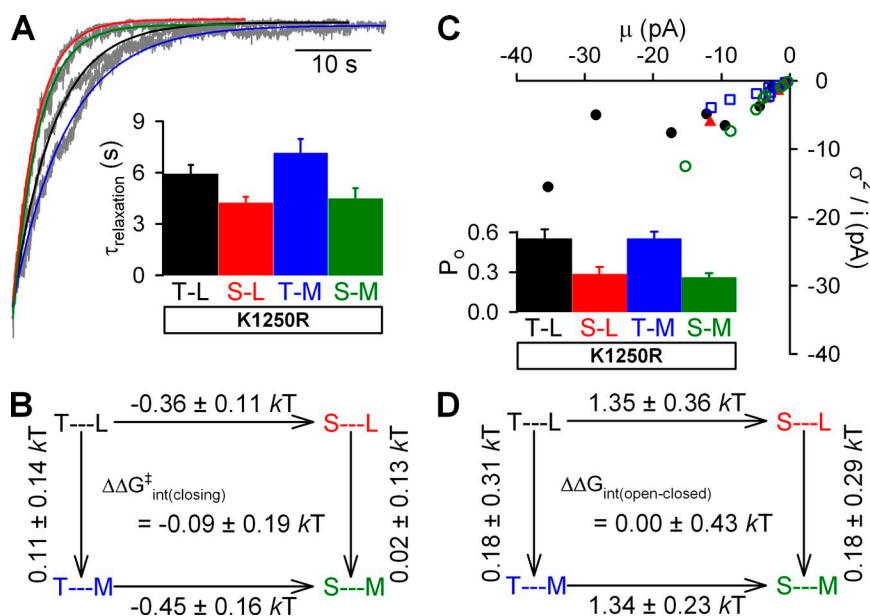 A
10 s
τrelaxation (s)
9
6
3
0
T-L S-L T-M S-M
K1250R
C
μ (pA)
-40 -30 -20 -10 0
0
-10
-20
-30
-40
σ² / i (pA)
Po
0.6
0.3
0.0
T-L S-L T-M S-M
K1250R
B
-0.36 ± 0.11 kT
T---L
S---L
0.11 ± 0.14 kT
ΔΔG‡int(closing)
= -0.09 ± 0.19 kT
0.02 ± 0.13 kT
T---M
S---M
-0.45 ± 0.16 kT
D
1.35 ± 0.36 kT
T---L
S---L
0.18 ± 0.31 kT
ΔΔGint(open-closed)
= 0.00 ± 0.43 kT
0.18 ± 0.29 kT
T---M
S---M
1.34 ± 0.23 kT